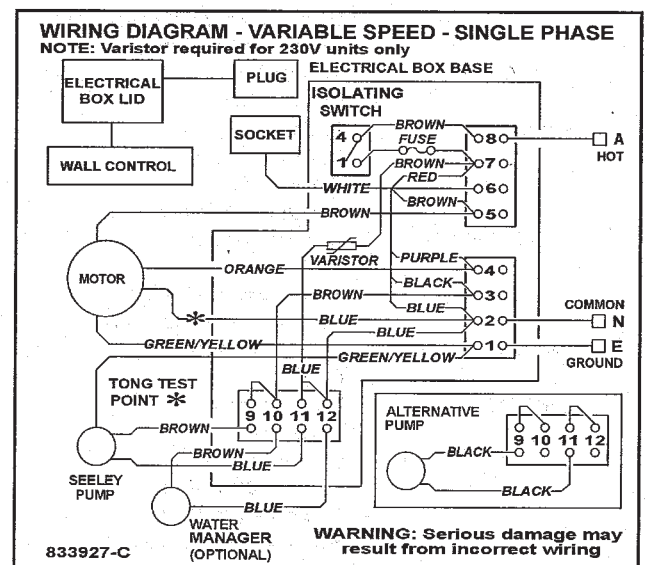 WIRING DIAGRAM - VARIABLE SPEED - SINGLE PHASE
NOTE: Varistor required for 230V units only
ELECTRICAL
BOX LID
PLUG
ELECTRICAL BOX BASE
ISOLATING
SWITCH
WALL CONTROL
SOCKET
4
1
BROWN
FUSE
BROWN
RED
WHITE
BROWN
BROWN
8
7
6
5
A
HOT
MOTOR
VARISTOR
ORANGE
PURPLE
BLACK
BROWN
BLUE
BLUE
BLUE
GREEN/YELLOW
GREEN/YELLOW
4
3
2
1
COMMON
N
E
GROUND
TONG TEST
POINT *
*
BLUE
9 10 11 12
BROWN
BROWN
BLUE
BLUE
SEELEY
PUMP
WATER
MANAGER
(OPTIONAL)
ALTERNATIVE
PUMP
9 10 11 12
BLACK
BLACK
833927-C
WARNING: Serious damage may
result from incorrect wiring